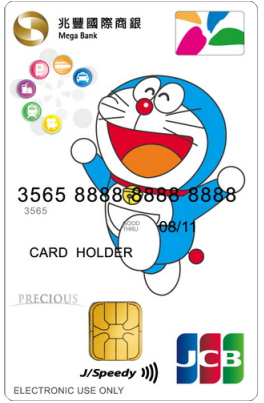 兆豐國際商銀
Mega Bank
3565 8888 8888 8888
3565
GOOD
THRU
08/11
CARD HOLDER
PRECIOUS
J/Speedy
JCB
ELECTRONIC USE ONLY